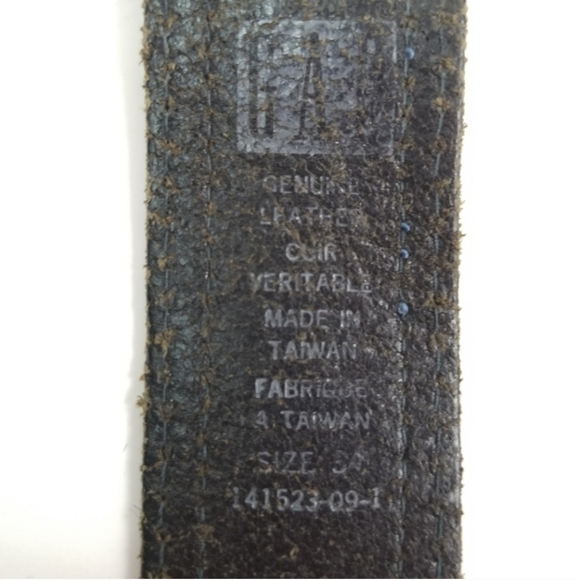 GAP
GENUINE
LEATHER
CUIR
VERITABLE
MADE IN
TAIWAN
FABRIQUE
A TAIWAN
SIZE 34
141523-09-1